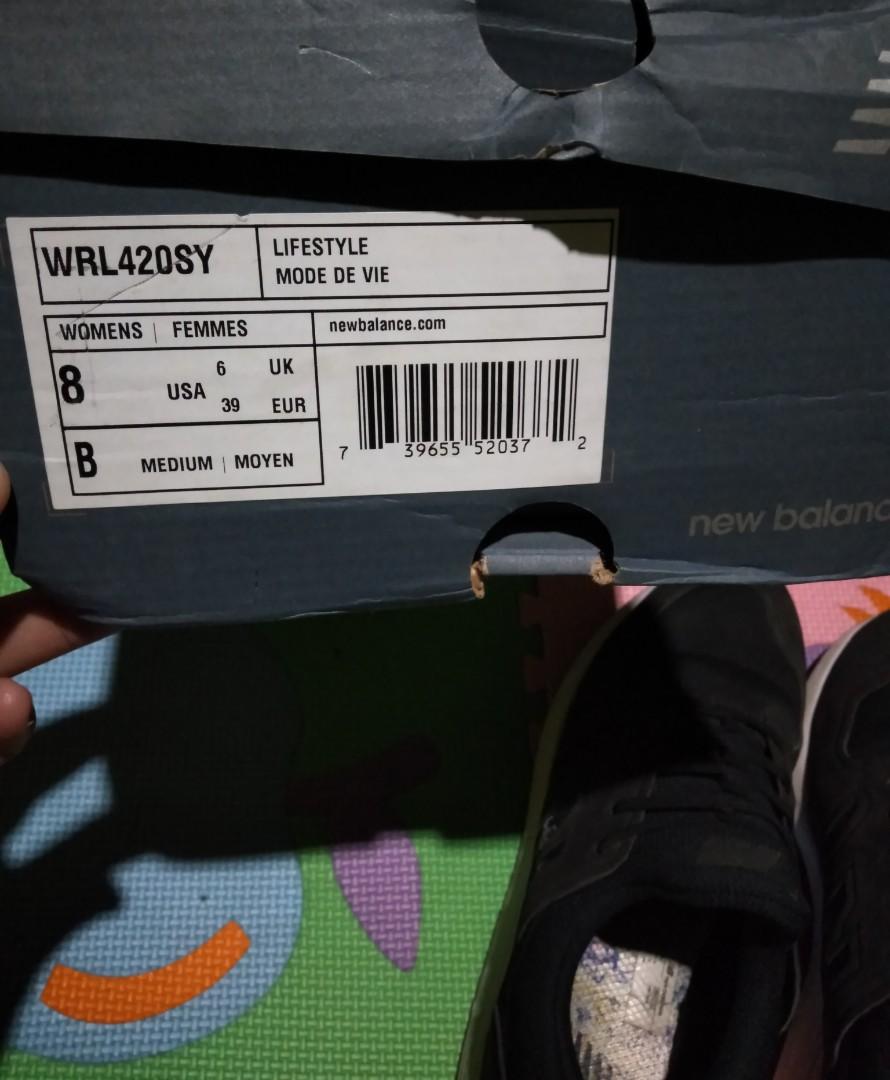 WRL420SY
LIFESTYLE
MODE DE VIE
WOMENS | FEMMES
newbalance.com
8 USA 6 UK
39 EUR
B MEDIUM | MOYEN
7 39655 52037 2
new balanc